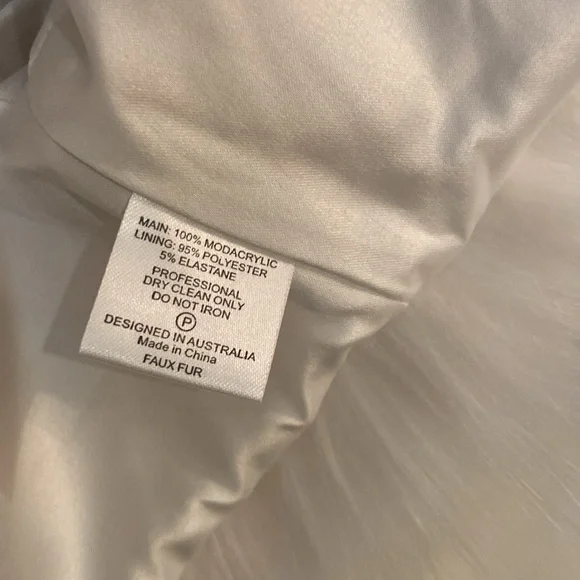 MAIN: 100% MODACRYLIC
LINING: 95% POLYESTER
5% ELASTANE
PROFESSIONAL
DRY CLEAN ONLY
DO NOT IRON
P
DESIGNED IN AUSTRALIA
Made in China
FAUX FUR